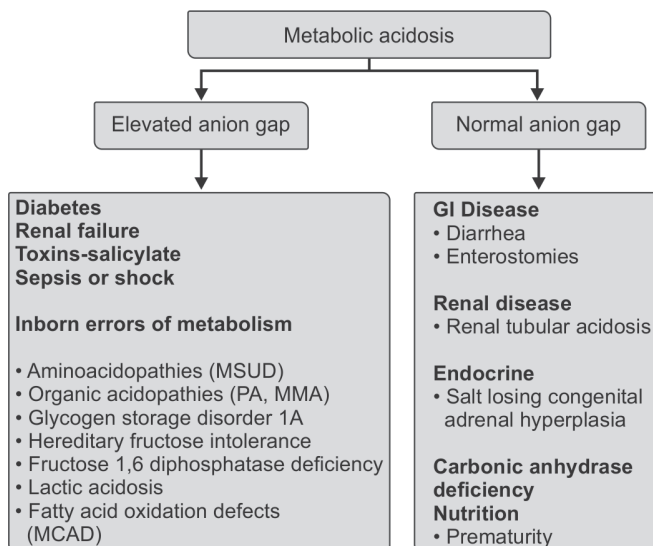 Metabolic acidosis
Elevated anion gap
Normal anion gap
Diabetes
Renal failure
Toxins-salicylate
Sepsis or shock
Inborn errors of metabolism
• Aminoacidopathies (MSUD)
• Organic acidopathies (PA, MMA)
• Glycogen storage disorder 1A
• Hereditary fructose intolerance
• Fructose 1,6 diphosphatase deficiency
• Lactic acidosis
• Fatty acid oxidation defects
(MCAD)
GI Disease
• Diarrhea
• Enterostomies
Renal disease
• Renal tubular acidosis
Endocrine
• Salt losing congenital
adrenal hyperplasia
Carbonic anhydrase
deficiency
Nutrition
• Prematurity